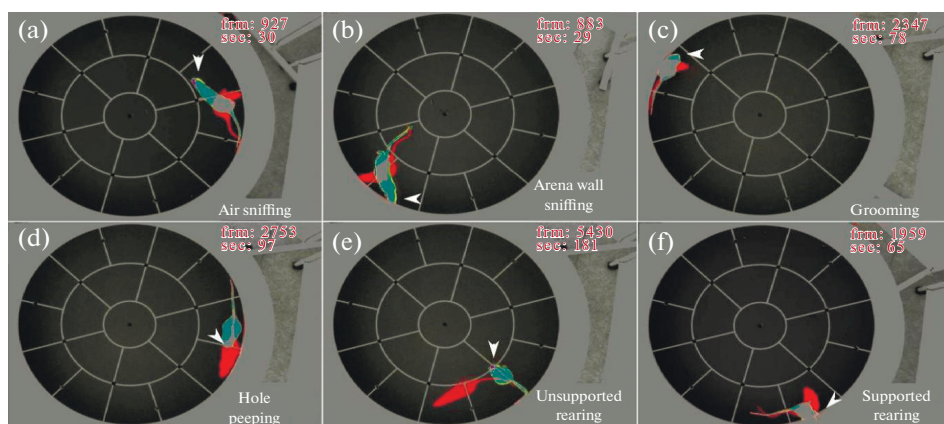 (a)
frm: 927
sec: 30
Air sniffing
(b)
frm: 883
sec: 29
Arena wall
sniffing
(c)
frm: 2347
sec: 78
Grooming
(d)
frm: 2753
sec: 97
Hole
peeping
(e)
frm: 5430
sec: 181
Unsupported
rearing
(f)
frm: 1959
sec: 65
Supported
rearing